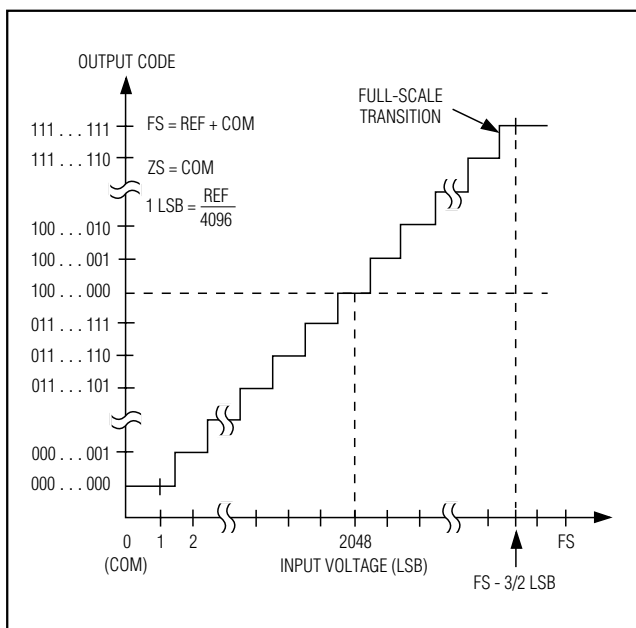 OUTPUT CODE
FULL-SCALE
TRANSITION
111 . . . 111
FS = REF + COM
111 . . . 110
ZS = COM
1 LSB = REF
4096
100 . . . 010
100 . . . 001
100 . . . 000
011 . . . 111
011 . . . 110
011 . . . 101
000 . . . 001
000 . . . 000
0 1 2 2048 FS
(COM) INPUT VOLTAGE (LSB)
FS - 3/2 LSB